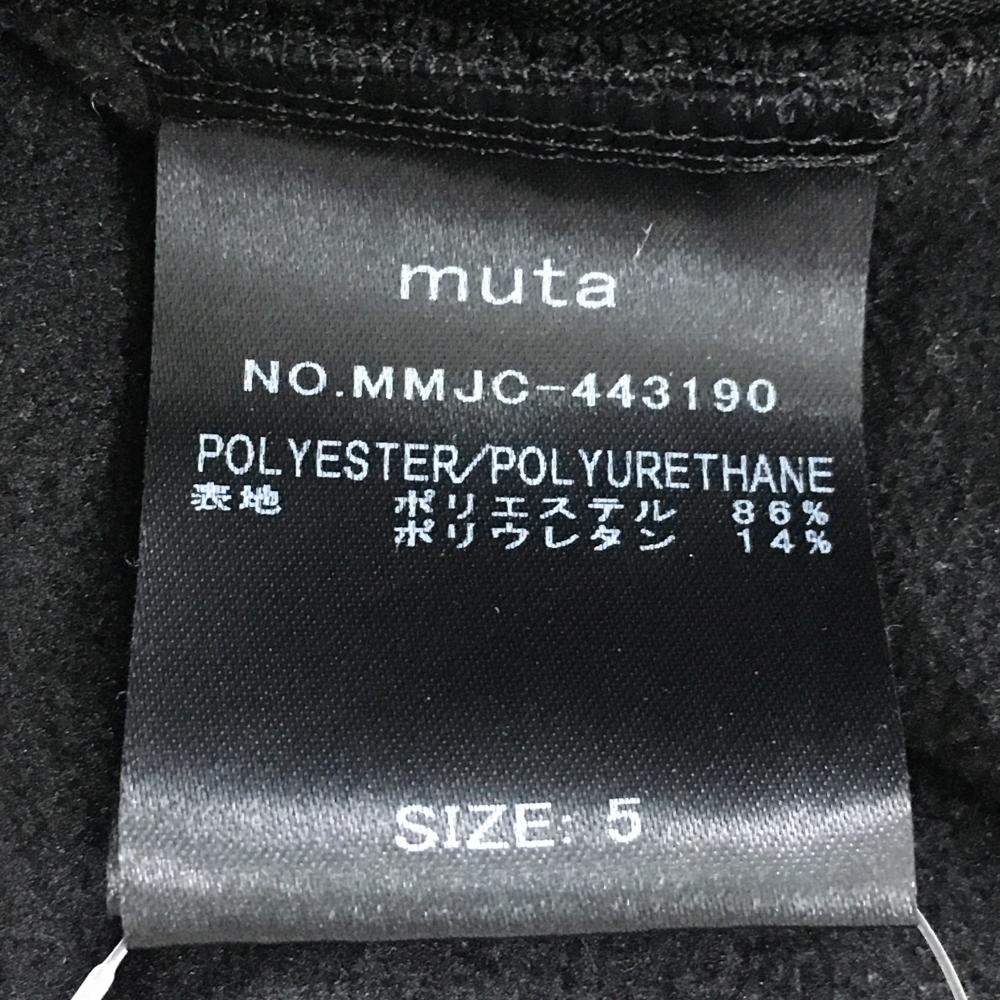 muta
NO.MMJC-443190
POLYESTER/POLYURETHANE
表地 ポリエステル 86%
ポリウレタン 14%
SIZE: 5